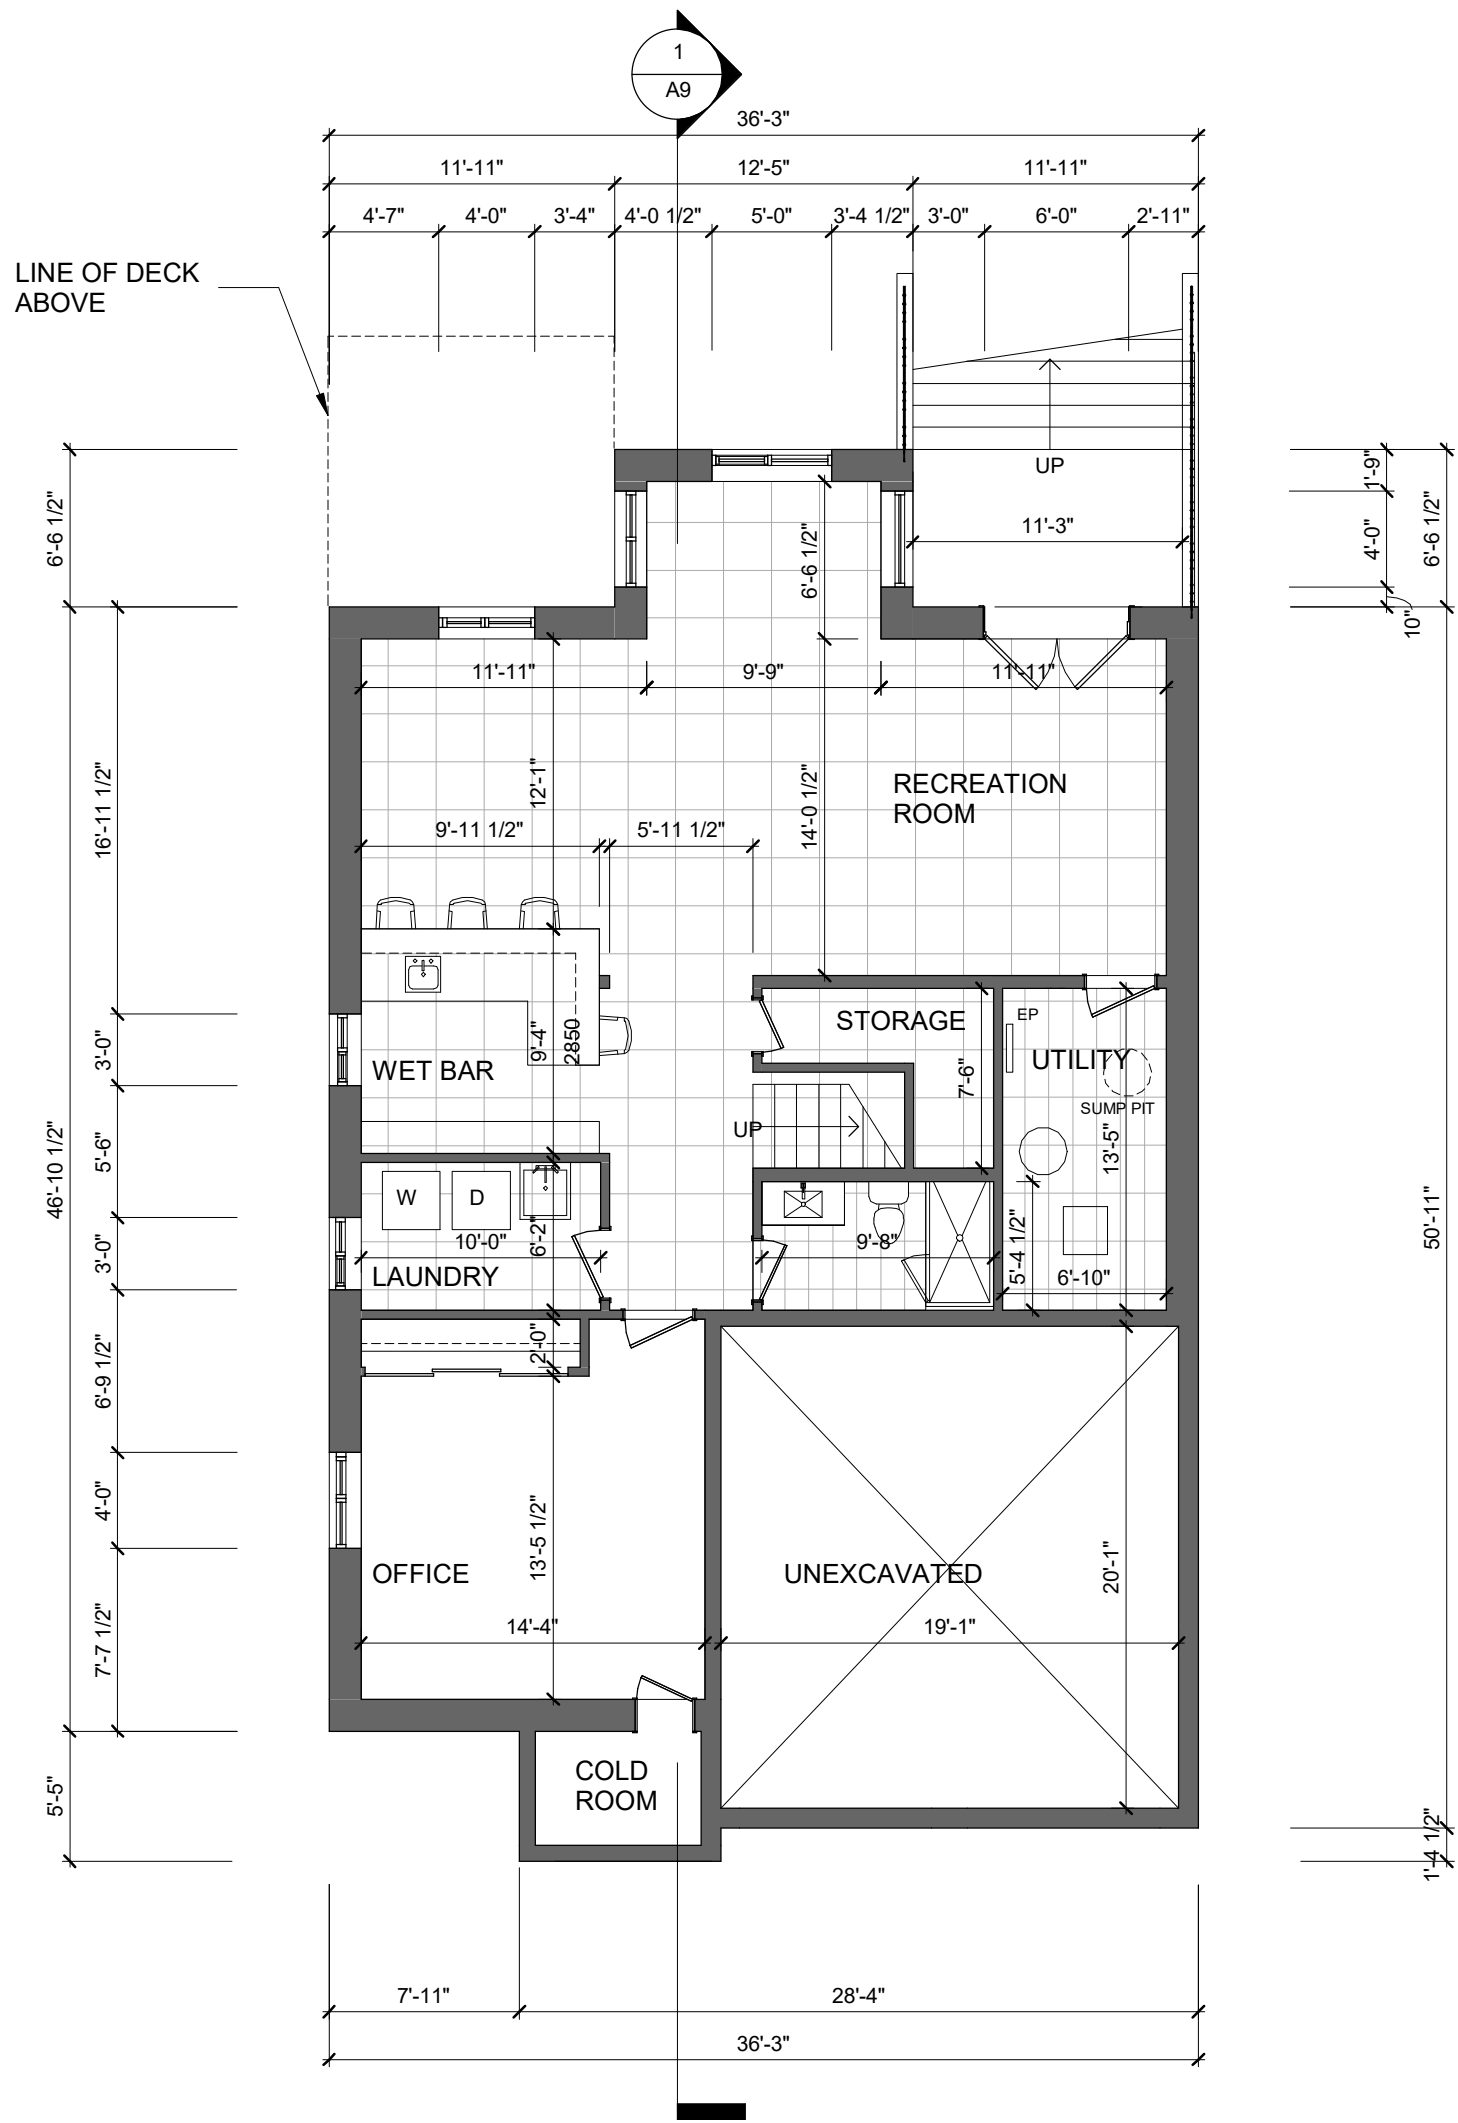 1
A9
36'-3"
11'-11" 12'-5" 11'-11"
4'-7" 4'-0" 3'-4" 4'-0 1/2" 5'-0" 3'-4 1/2" 3'-0" 6'-0" 2'-11"
LINE OF DECK
ABOVE
UP
1'-9"
6'-6 1/2"
11'-3"
4'-0"
6'-6 1/2"
6'-6 1/2"
10"
11'-11" 9'-9" 11'-11"
12'-1"
RECREATION
ROOM
14'-0 1/2"
16'-11 1/2"
9'-11 1/2" 5'-11 1/2"
STORAGE
EP
9'-4"
2850
3'-0"
WET BAR
UTILITY
7'-6"
SUMP PIT
UP
5'-6"
13'-5"
46'-10 1/2"
W D
50'-11"
3'-0"
6'-2"
10'-0"
9'-8"
5'-4 1/2"
LAUNDRY
6'-10"
2'-0"
6'-9 1/2"
4'-0"
13'-5 1/2"
OFFICE
UNEXCAVATED
20'-1"
14'-4" 19'-1"
7'-7 1/2"
COLD
ROOM
5'-5"
1'-4 1/2"
7'-11" 28'-4"
36'-3"